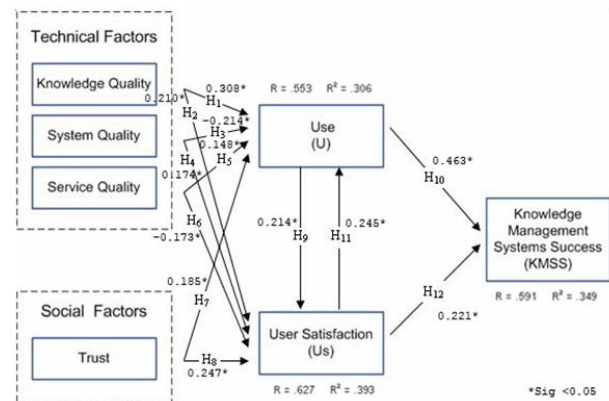 Technical Factors
Knowledge Quality
System Quality
Service Quality
Social Factors
Trust
0.308*
H1
0.210*
H2
-0.214*
H3
0.148*
H4
H5
0.174*
H6
-0.173*
0.185*
H7
H8
0.247*
R = .553 R² = .306
Use
(U)
0.214*
H9
0.245*
H11
User Satisfaction
(Us)
R = .627 R² = .393
0.463*
H10
H12
0.221*
Knowledge
Management
Systems Success
(KMSS)
R = .591 R² = .349
*Sig <0.05